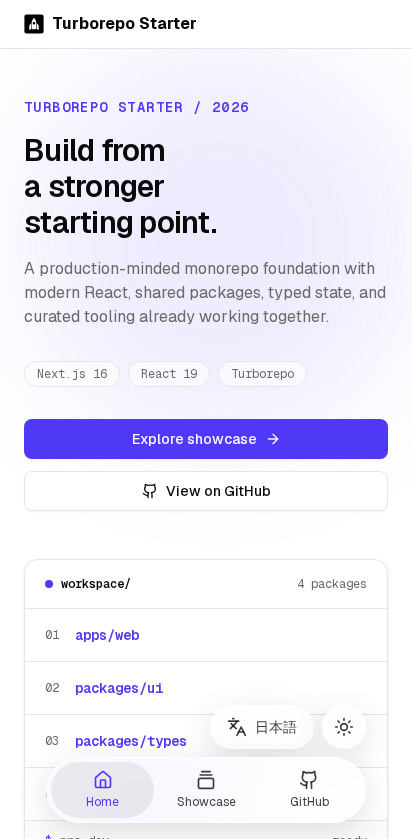 Turborepo Starter
TURBOREPO STARTER / 2026
Build from
a stronger
starting point.
A production-minded monorepo foundation with
modern React, shared packages, typed state, and
curated tooling already working together.
Next.js 16 React 19 Turborepo
Explore showcase
View on GitHub
workspace/ 4 packages
01 apps/web
02 packages/ui
03 packages/types
日本語
Home Showcase GitHub